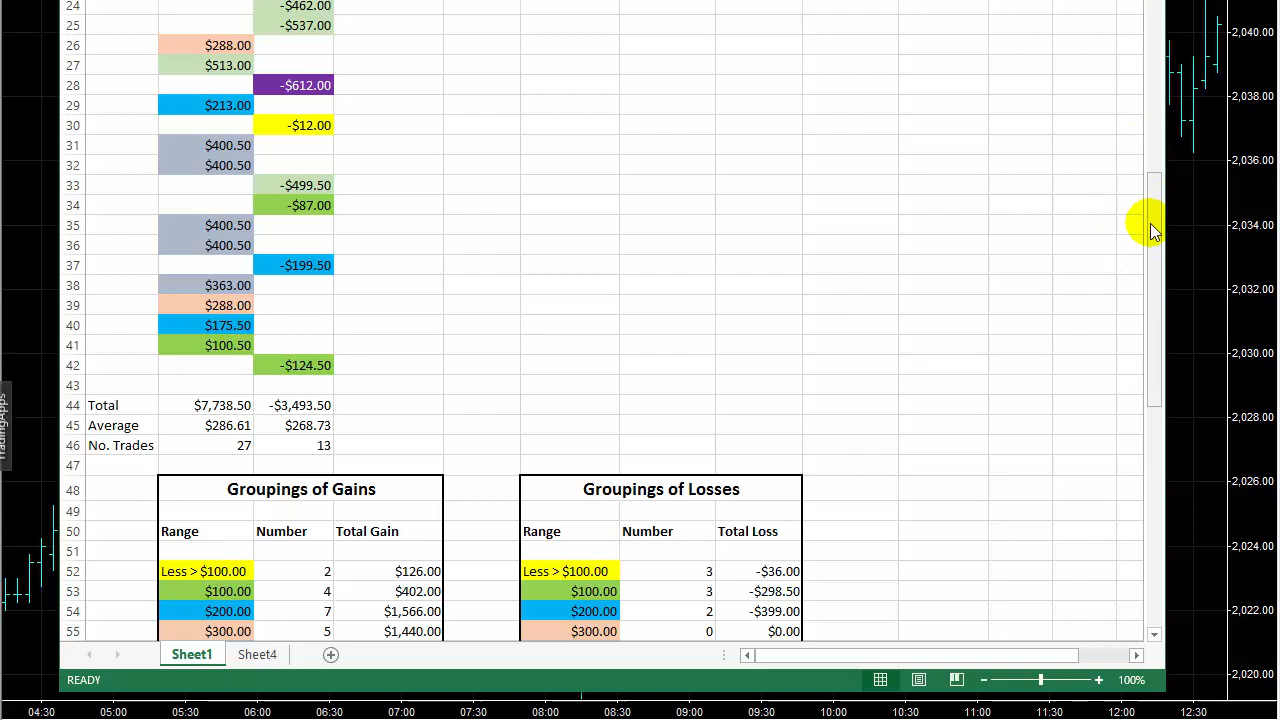 24 -$462.00
25 -$537.00
26 $288.00
27 $513.00
28 -$612.00
29 $213.00
30 -$12.00
31 $400.50
32 $400.50
33 -$499.50
34 -$87.00
35 $400.50
36 $400.50
37 -$199.50
38 $363.00
39 $288.00
40 $175.50
41 $100.50
42 -$124.50
43
44 Total $7,738.50 -$3,493.50
45 Average $286.61 $268.73
46 No. Trades 27 13
47
48 Groupings of Gains Groupings of Losses
49
50 Range Number Total Gain Range Number Total Loss
51
52 Less > $100.00 2 $126.00 Less > $100.00 3 -$36.00
53 $100.00 4 $402.00 $100.00 3 -$298.50
54 $200.00 7 $1,566.00 $200.00 2 -$399.00
55 $300.00 5 $1,440.00 $300.00 0 $0.00
Sheet1 Sheet4
READY 100%
TradingApps
2,040.00
2,038.00
2,036.00
2,034.00
2,032.00
2,030.00
2,028.00
2,026.00
2,024.00
2,022.00
2,020.00
04:30 05:00 05:30 06:00 06:30 07:00 07:30 08:00 08:30 09:00 09:30 10:00 10:30 11:00 11:30 12:00 12:30